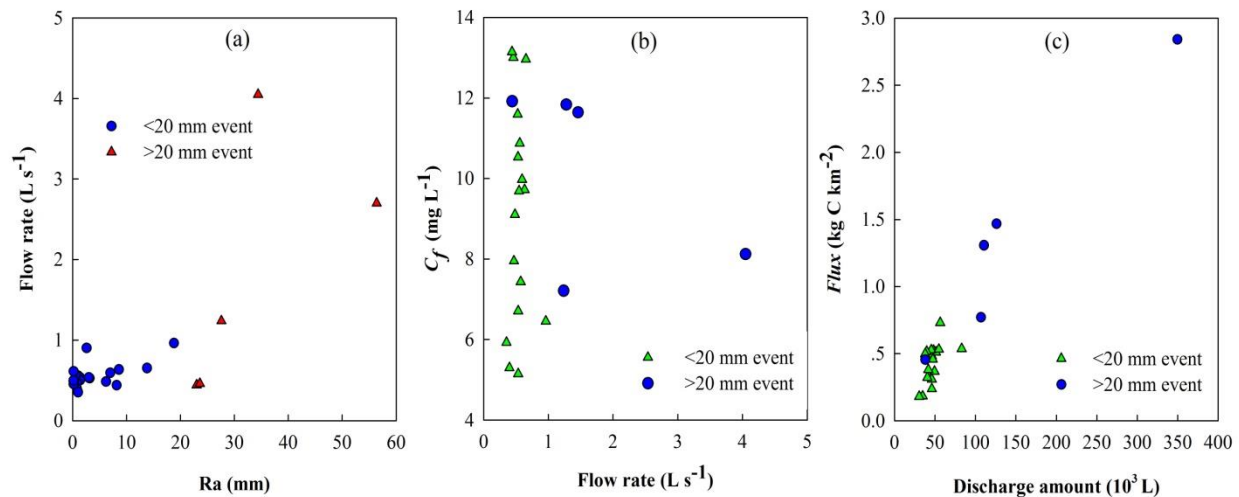 (a)
5
4
3
2
1
0
Flow rate (L s⁻¹)
<20 mm event
>20 mm event
0 10 20 30 40 50 60
Ra (mm)
(b)
14
12
10
8
6
4
Cf (mg L⁻¹)
<20 mm event
>20 mm event
0 1 2 3 4 5
Flow rate (L s⁻¹)
(c)
3.0
2.5
2.0
1.5
1.0
.5
0.0
Flux (kg C km⁻²)
<20 mm event
>20 mm event
0 50 100 150 200 250 300 350 400
Discharge amount (10³ L)